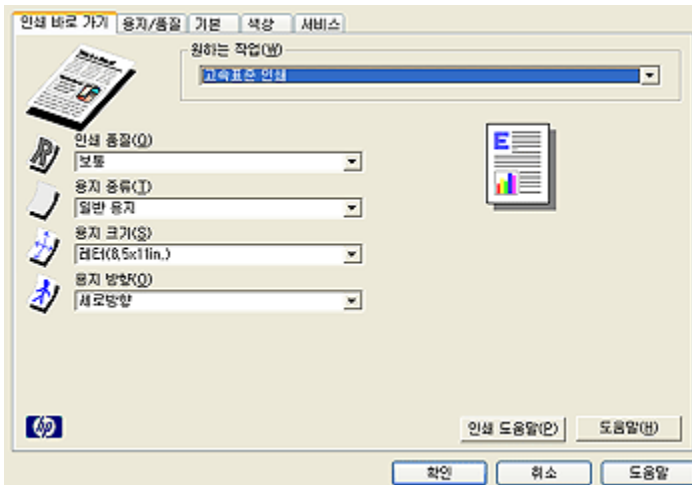 인쇄 바로 가기 용지/품질 기본 색상 서비스
원하는 작업(W)
고속표준 인쇄
인쇄 품질(Q)
보통
용지 종류(T)
일반 용지
용지 크기(S)
레터(8,5x11in,)
용지 방향(O)
세로방향
E
hp
인쇄 도움말(P) 도움말(H)
확인 취소 도움말